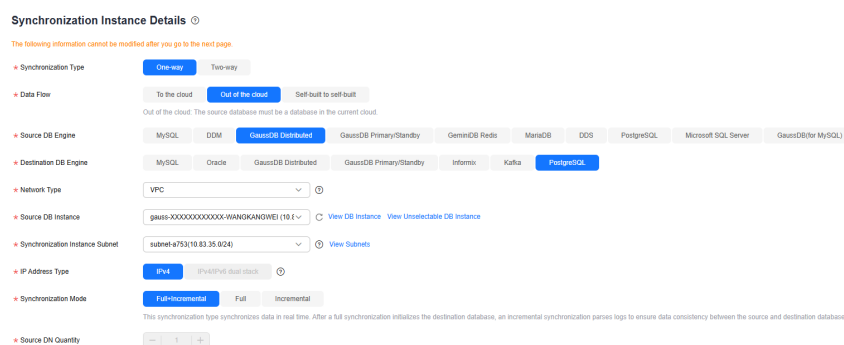 Synchronization Instance Details ?
The following information cannot be modified after you go to the next page.
* Synchronization Type One-way Two-way
* Data Flow To the cloud Out of the cloud Self-built to self-built
Out of the cloud: The source database must be a database in the current cloud.
* Source DB Engine MySQL DDM GaussDB Distributed GaussDB Primary/Standby GeminiDB Redis MariaDB DDS PostgreSQL Microsoft SQL Server GaussDB(for MySQL)
* Destination DB Engine MySQL Oracle GaussDB Distributed GaussDB Primary/Standby Informix Kafka PostgreSQL
* Network Type VPC ?
* Source DB Instance gauss-XXXXXXXXXXXX-WANGKANGWEI (10.8 View DB Instance View Unselectable DB Instance
* Synchronization Instance Subnet subnet-a753(10.83.35.0/24) ? View Subnets
* IP Address Type IPv4 IPv4/IPv6 dual stack ?
* Synchronization Mode Full+Incremental Full Incremental
This synchronization type synchronizes data in real time. After a full synchronization initializes the destination database, an incremental synchronization parses logs to ensure data consistency between the source and destination database
* Source DN Quantity − 1 +